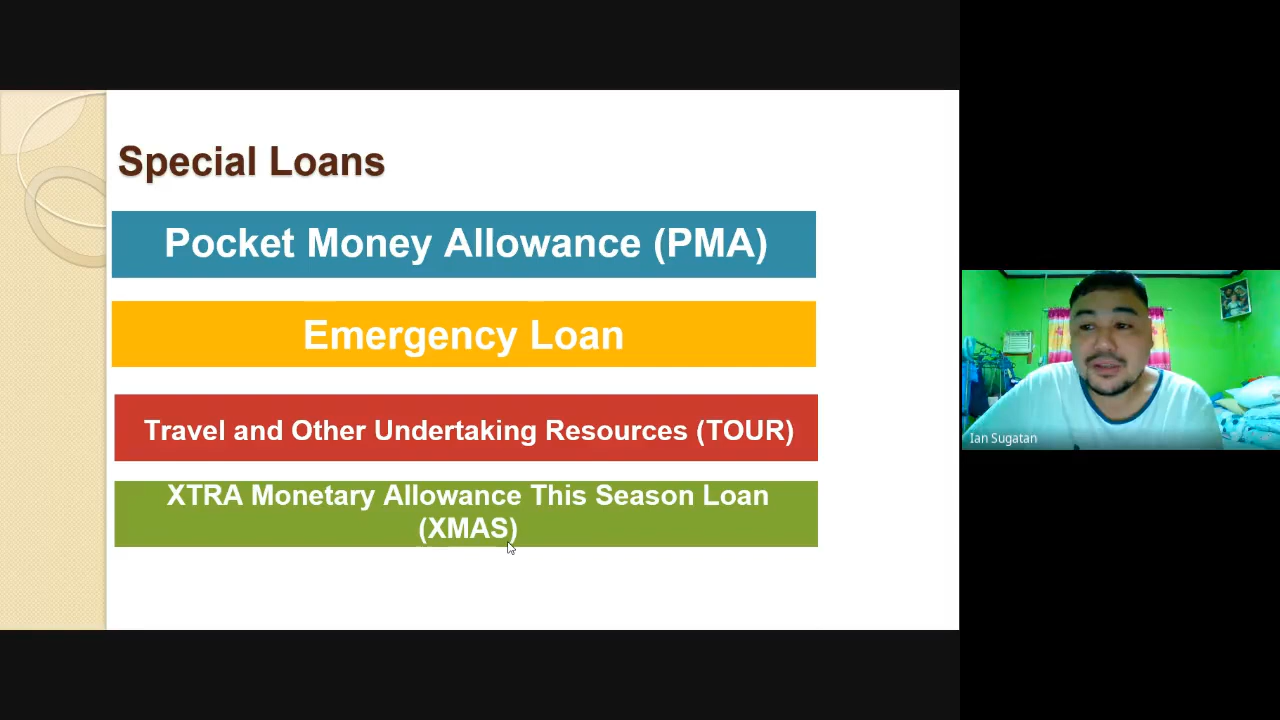 Special Loans
Pocket Money Allowance (PMA)
Emergency Loan
Travel and Other Undertaking Resources (TOUR)
XTRA Monetary Allowance This Season Loan
(XMAS)
Ian Sugatan